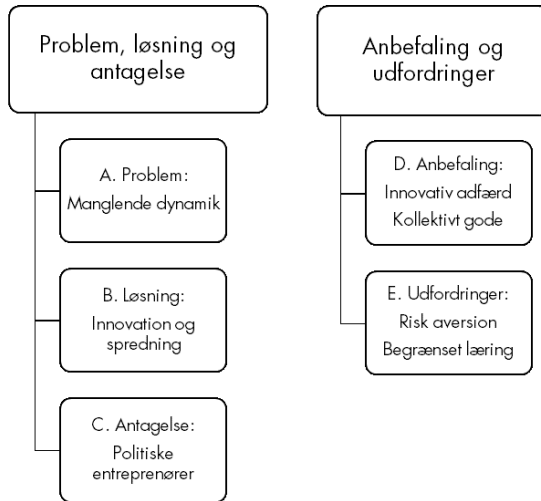 Problem, løsning og
antagelse
A. Problem:
Manglende dynamik
B. Løsning:
Innovation og
spredning
C. Antagelse:
Politiske
entreprenører
Anbefaling og
udfordringer
D. Anbefaling:
Innovativ adfærd
Kollektivt gode
E. Udfordringer:
Risk aversion
Begrænset læring